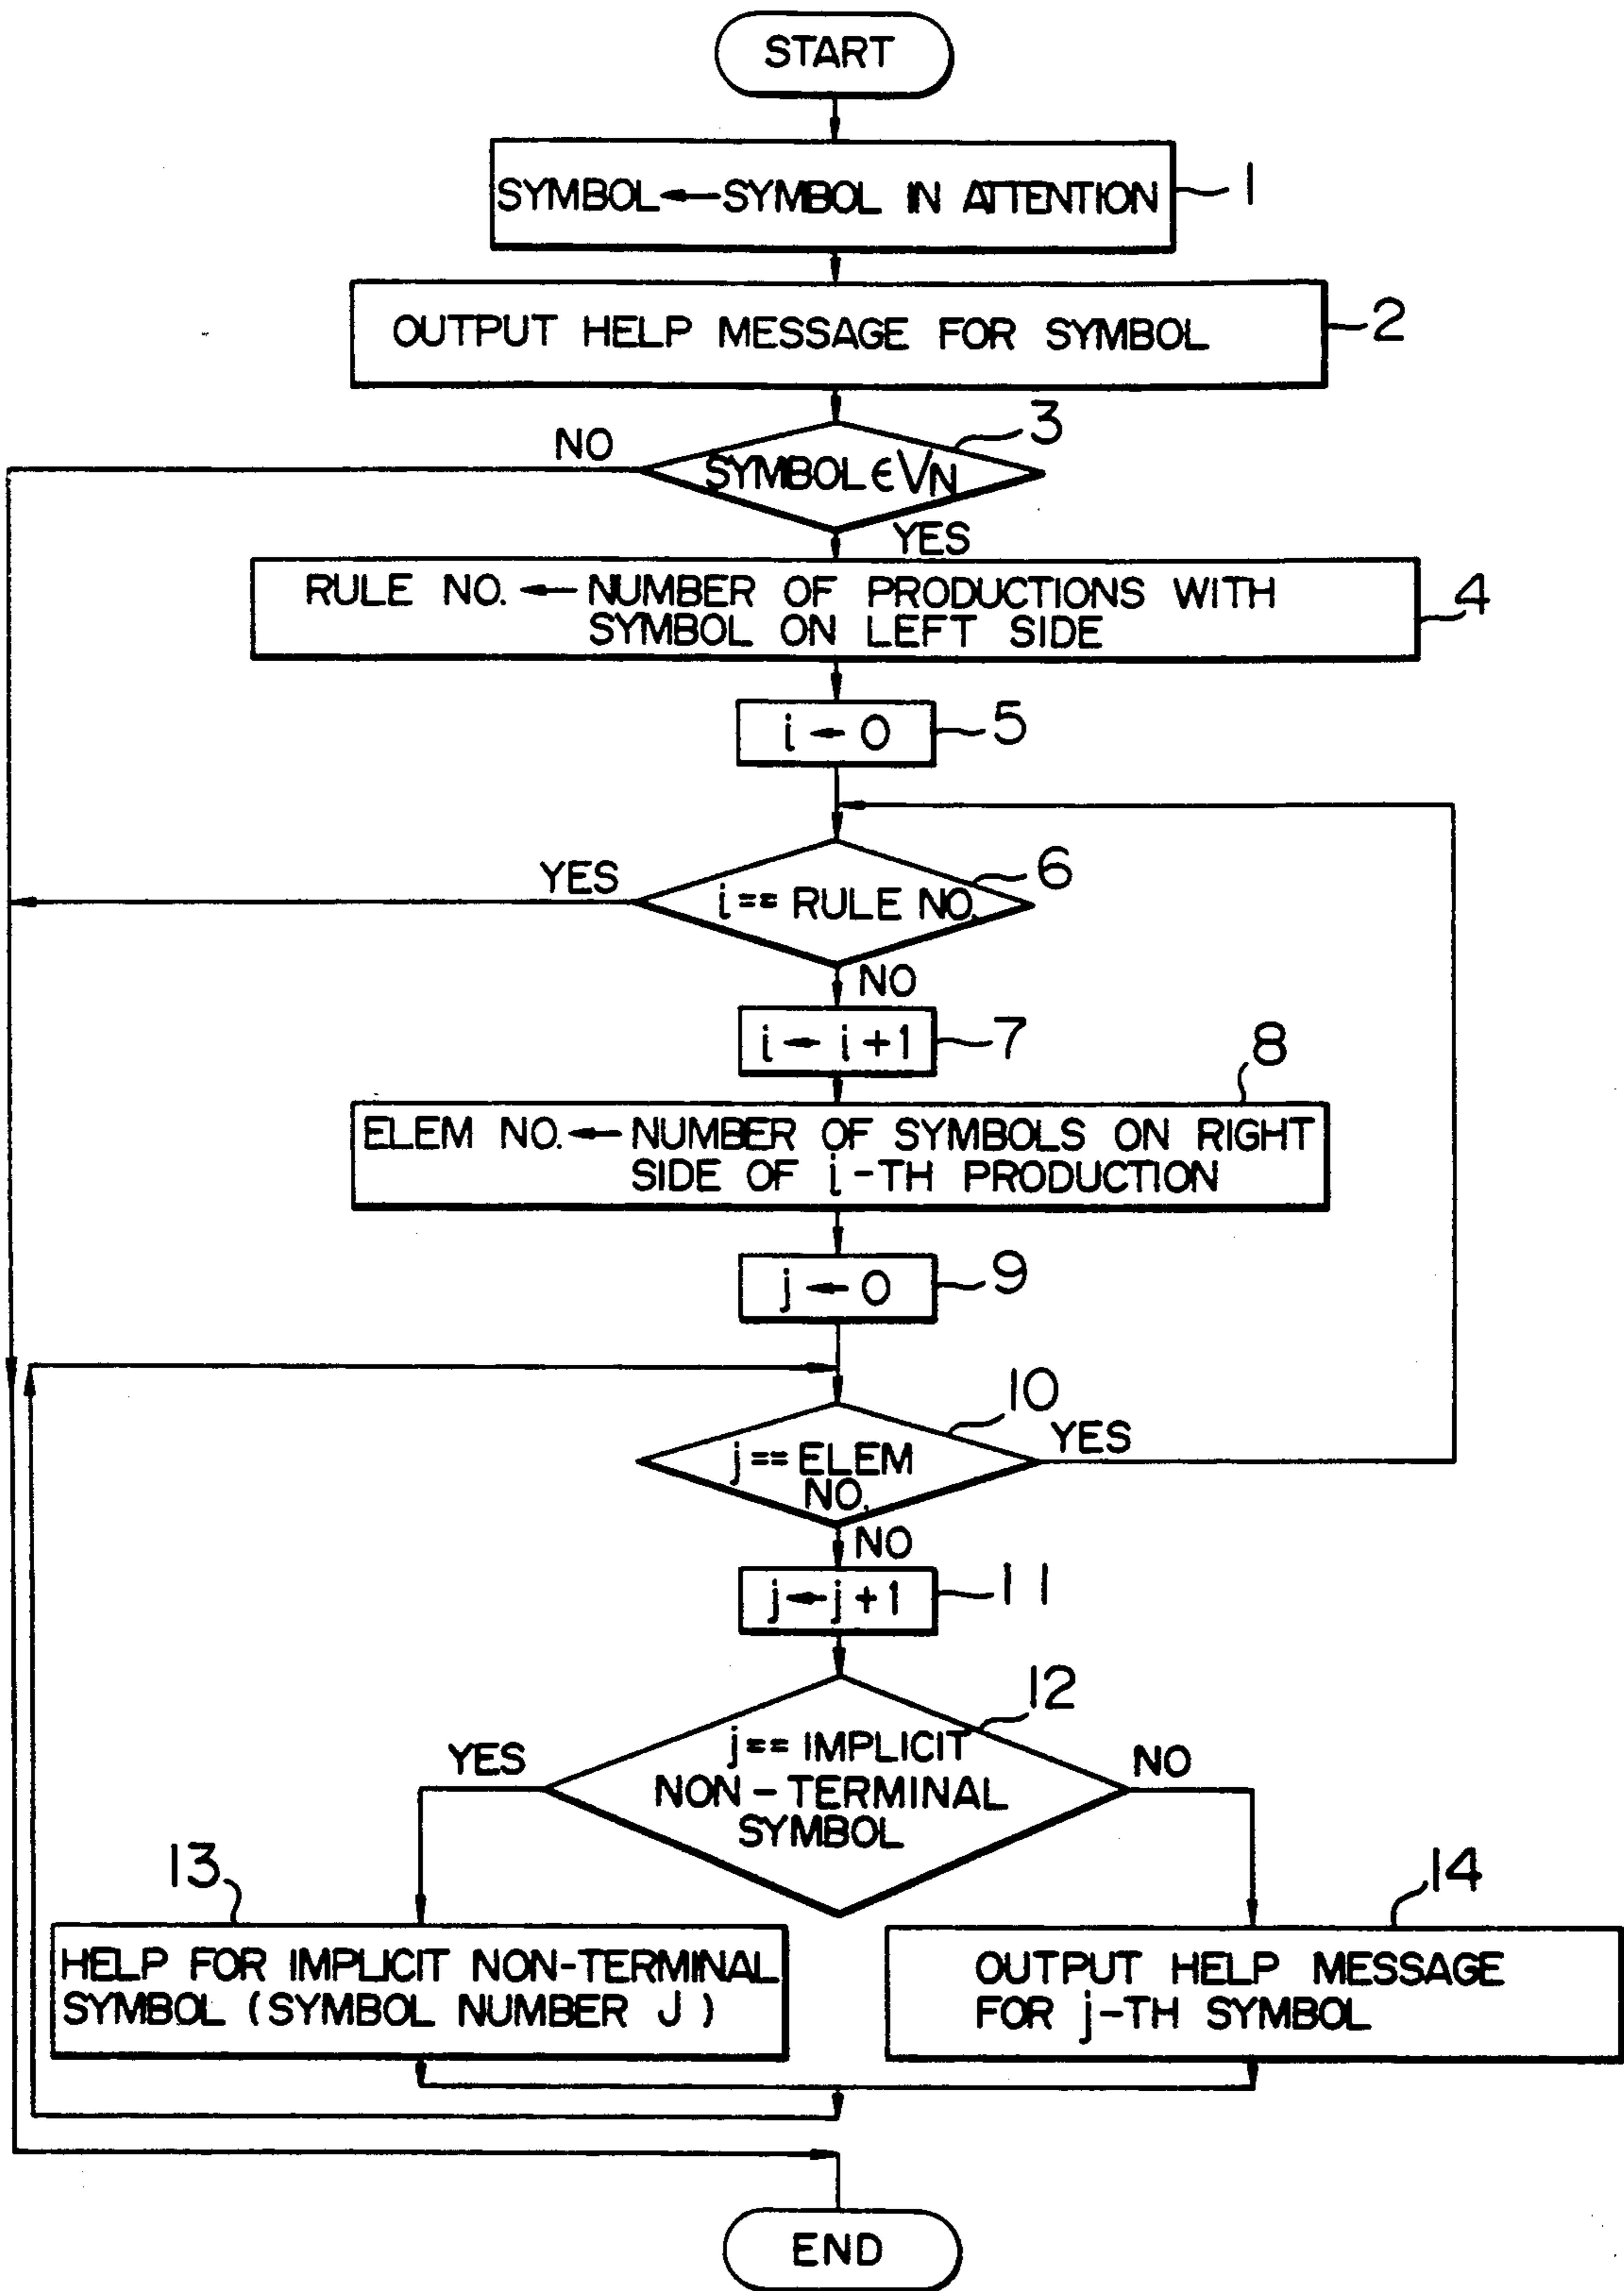 START
SYMBOL←SYMBOL IN ATTENTION
1
OUTPUT HELP MESSAGE FOR SYMBOL
2
3
NO
SYMBOL∈VN
YES
RULE NO. ← NUMBER OF PRODUCTIONS WITH
SYMBOL ON LEFT SIDE
4
i ← 0
5
YES
6
i == RULE NO.
NO
i ← i+1
7
8
ELEM NO. ← NUMBER OF SYMBOLS ON RIGHT
SIDE OF i-TH PRODUCTION
j ← 0
9
10
YES
j == ELEM
NO.
NO
j ← j+1
11
12
YES
j == IMPLICIT
NO
NON-TERMINAL
SYMBOL
13
14
HELP FOR IMPLICIT NON-TERMINAL
SYMBOL (SYMBOL NUMBER J)
OUTPUT HELP MESSAGE
FOR j-TH SYMBOL
END